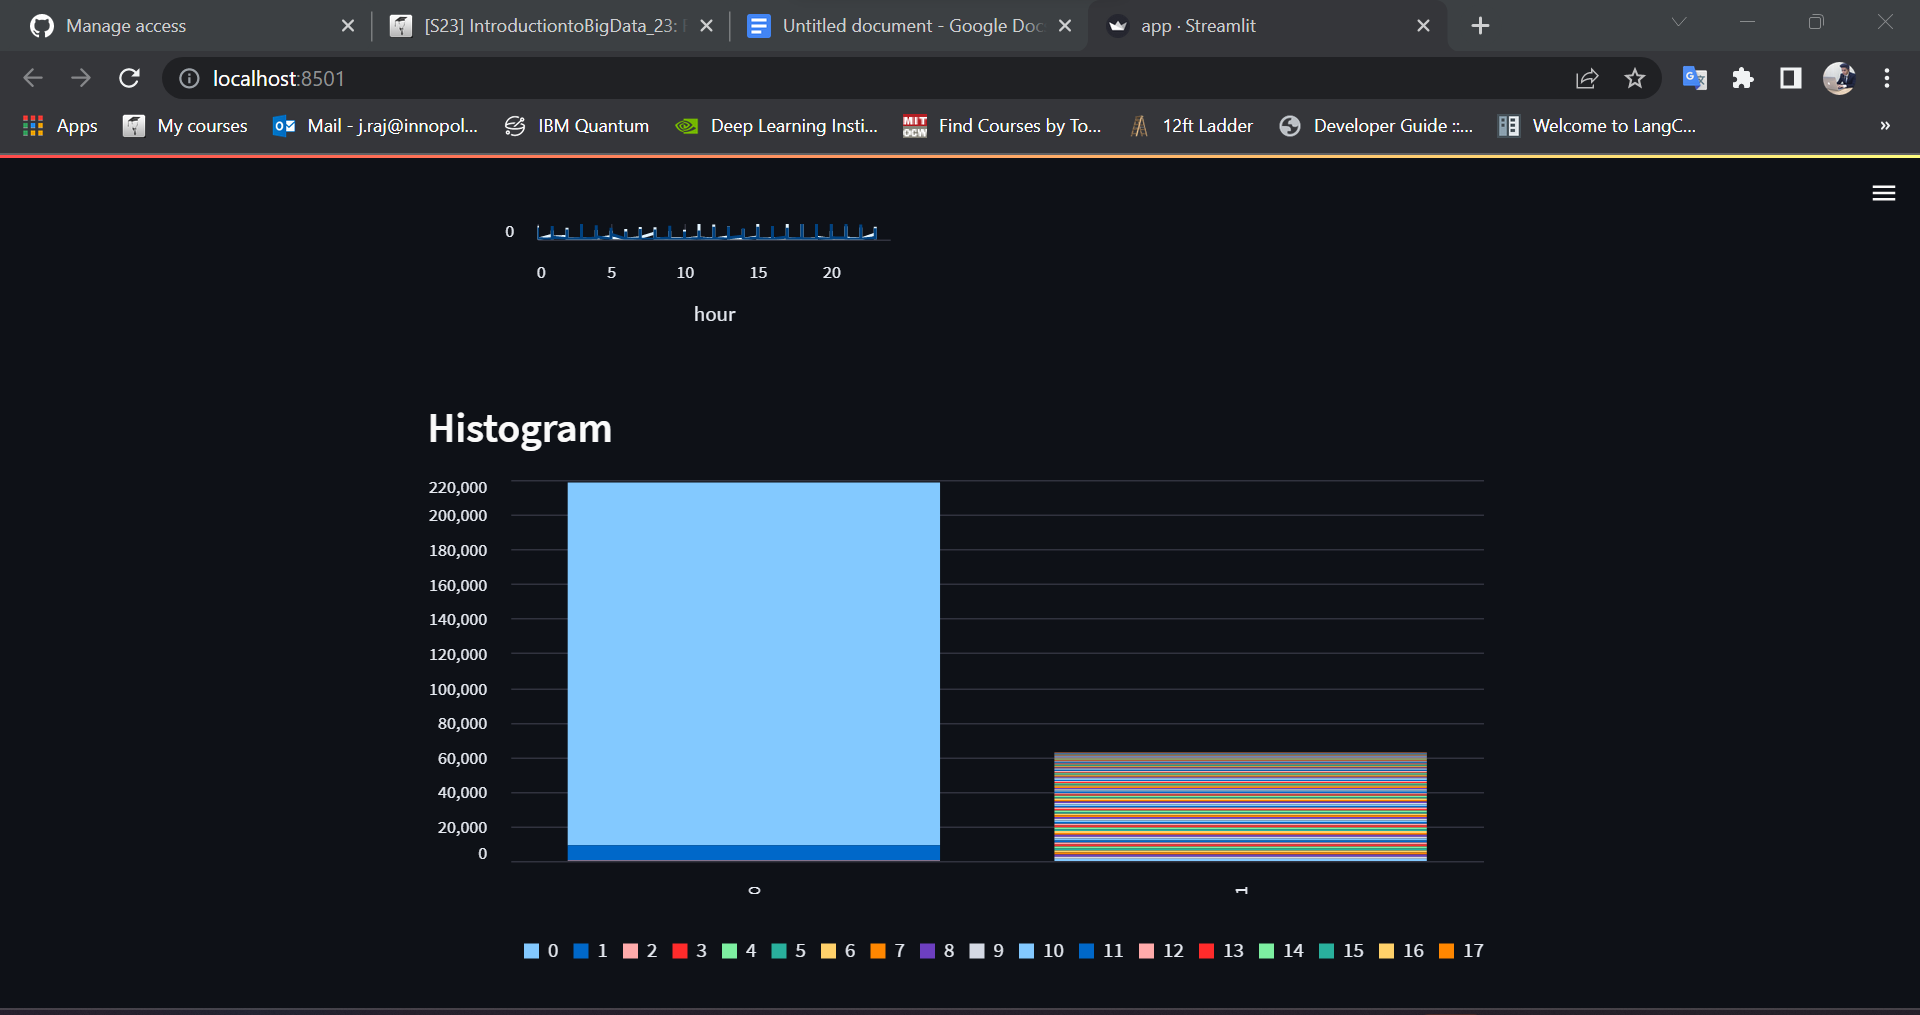 Manage access
[S23] IntroductiontoBigData_23:
Untitled document - Google Doc
app · Streamlit
localhost:8501
Apps
My courses
Mail - j.raj@innopol...
IBM Quantum
Deep Learning Insti...
MIT OCW
Find Courses by To...
12ft Ladder
Developer Guide ::...
Welcome to LangC...
»
0
0 5 10 15 20
hour
Histogram
220,000
200,000
180,000
160,000
140,000
120,000
100,000
80,000
60,000
40,000
20,000
0
0 1
0 1 2 3 4 5 6 7 8 9 10 11 12 13 14 15 16 17